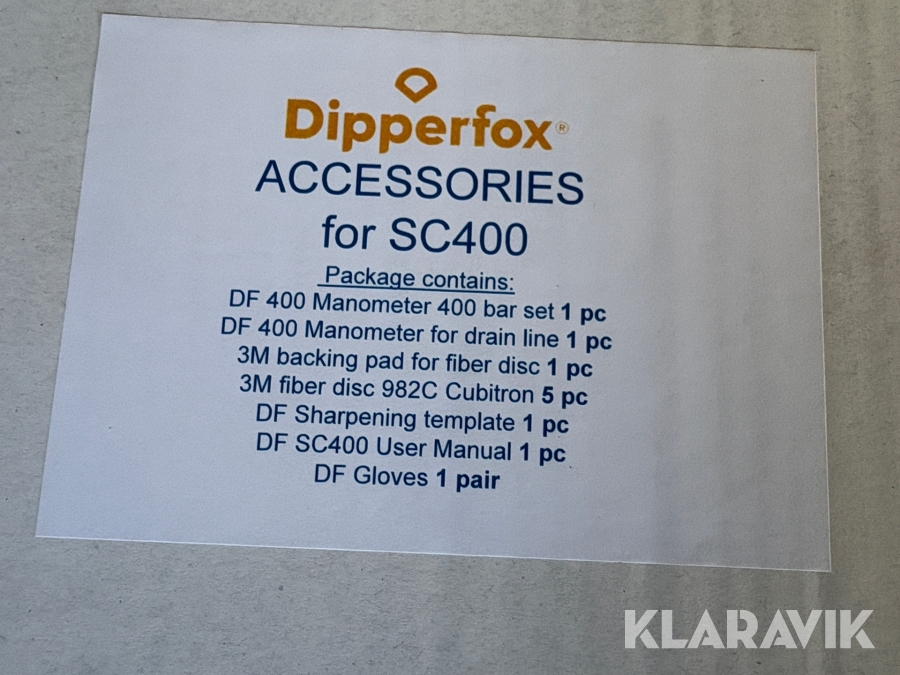 Dipperfox®
ACCESSORIES
for SC400
Package contains:
DF 400 Manometer 400 bar set 1 pc
DF 400 Manometer for drain line 1 pc
3M backing pad for fiber disc 1 pc
3M fiber disc 982C Cubitron 5 pc
DF Sharpening template 1 pc
DF SC400 User Manual 1 pc
DF Gloves 1 pair
KLARAVIK